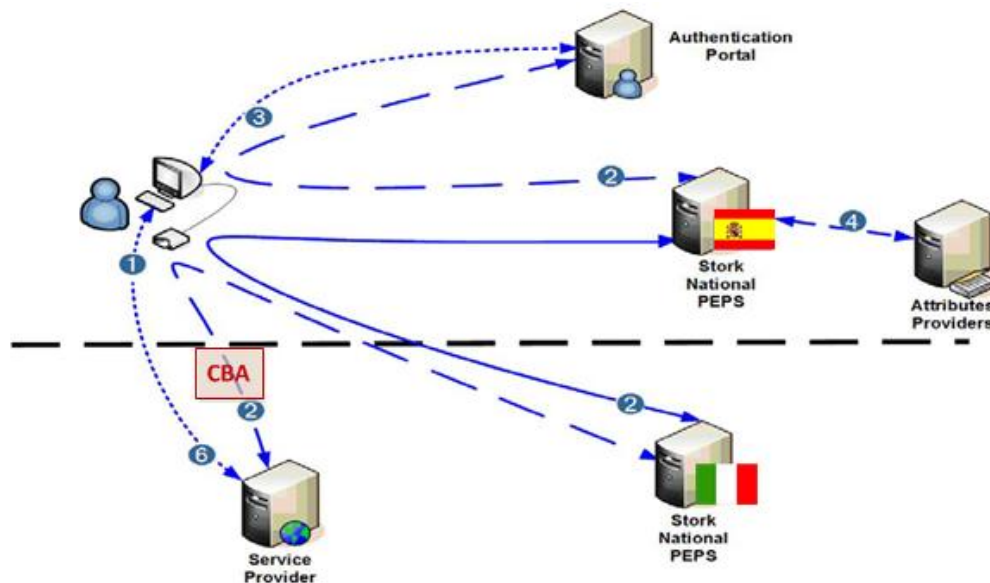 Authentication
Portal
3
2
4
Stork
National
PEPS
Attributes
Providers
1
CBA
2
2
6
Service
Provider
Stork
National
PEPS